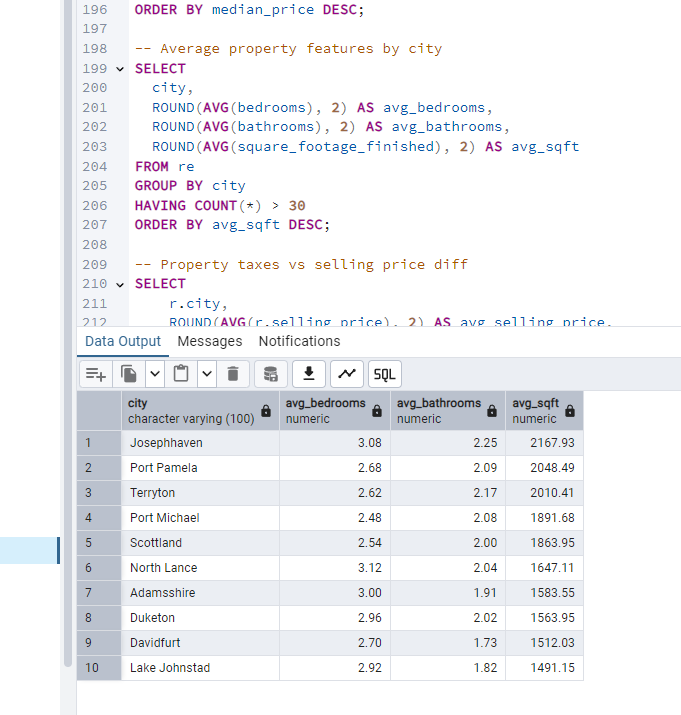 196 ORDER BY median_price DESC;
197
198 -- Average property features by city
199 SELECT
200 city,
201 ROUND(AVG(bedrooms), 2) AS avg_bedrooms,
202 ROUND(AVG(bathrooms), 2) AS avg_bathrooms,
203 ROUND(AVG(square_footage_finished), 2) AS avg_sqft
204 FROM re
205 GROUP BY city
206 HAVING COUNT(*) > 30
207 ORDER BY avg_sqft DESC;
208
209 -- Property taxes vs selling price diff
210 SELECT
211 r.city,
212 ROUND(AVG(r.selling_price), 2) AS avg_selling_price,
Data Output Messages Notifications
SQL
city avg_bedrooms avg_bathrooms avg_sqft
character varying (100) numeric numeric numeric
1 Josephhaven 3.08 2.25 2167.93
2 Port Pamela 2.68 2.09 2048.49
3 Terryton 2.62 2.17 2010.41
4 Port Michael 2.48 2.08 1891.68
5 Scottland 2.54 2.00 1863.95
6 North Lance 3.12 2.04 1647.11
7 Adamsshire 3.00 1.91 1583.55
8 Duketon 2.96 2.02 1563.95
9 Davidfurt 2.70 1.73 1512.03
10 Lake Johnstad 2.92 1.82 1491.15